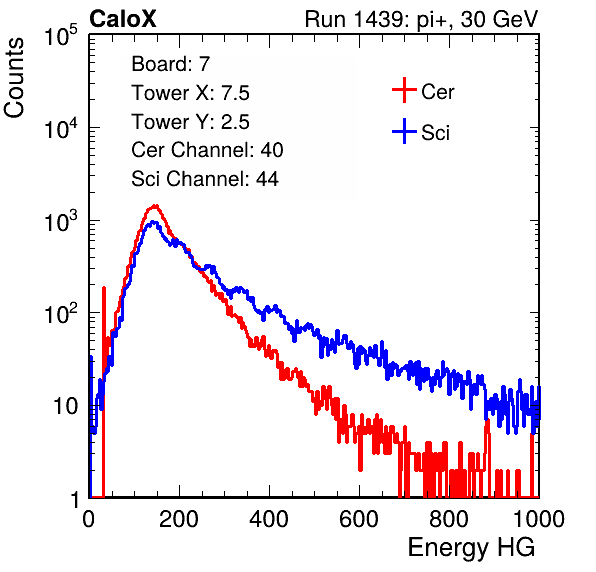 CaloX Run 1439: pi+, 30 GeV
Counts
Board: 7
Tower X: 7.5
Tower Y: 2.5
Cer Channel: 40
Sci Channel: 44
Cer
Sci
10^5
10^4
10^3
10^2
10
1
0 200 400 600 800 1000
Energy HG